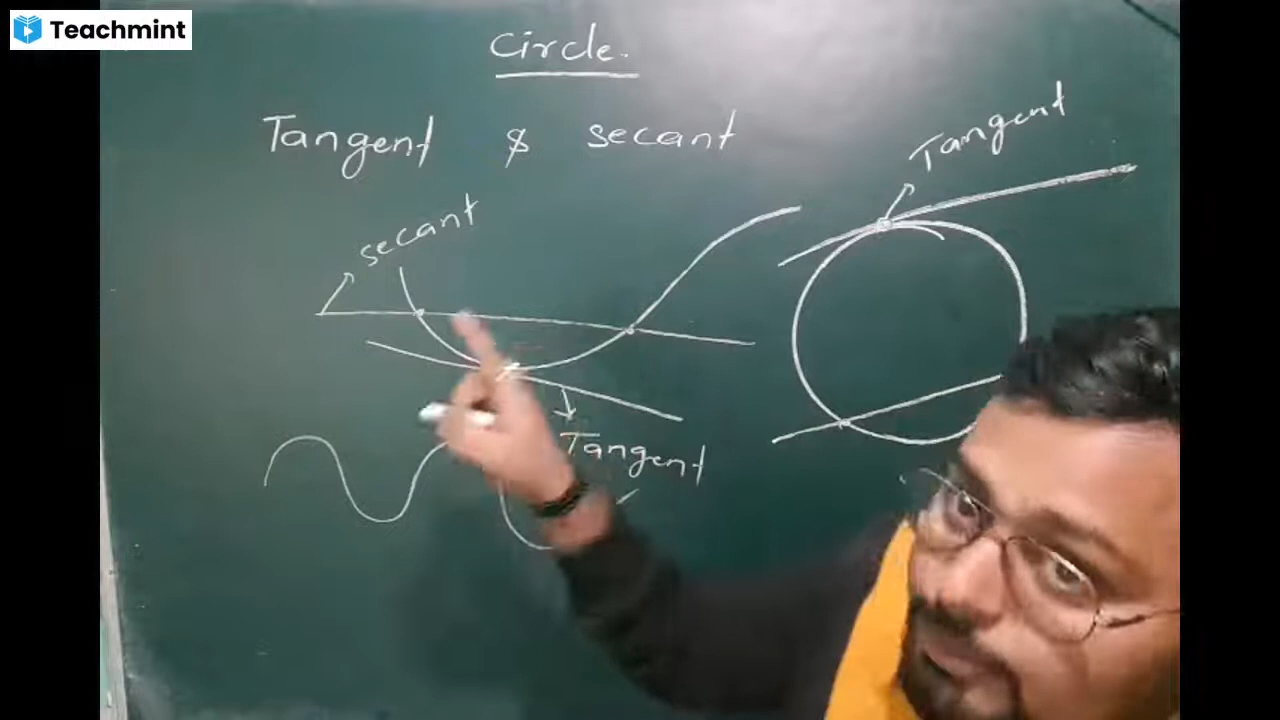 Teachmint
Circle.
Tangent & secant
Tangent
secant
Tangent